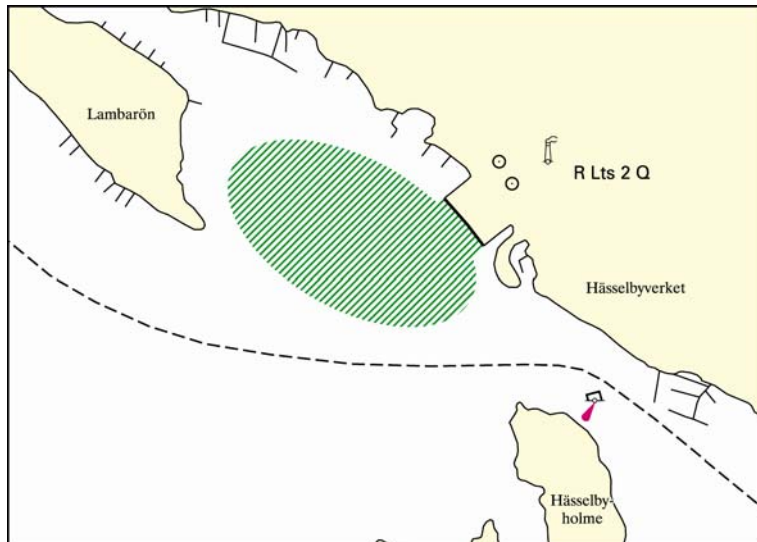 Lambarön
R Lts 2 Q
Hässelbyverket
Hässelby-
holme